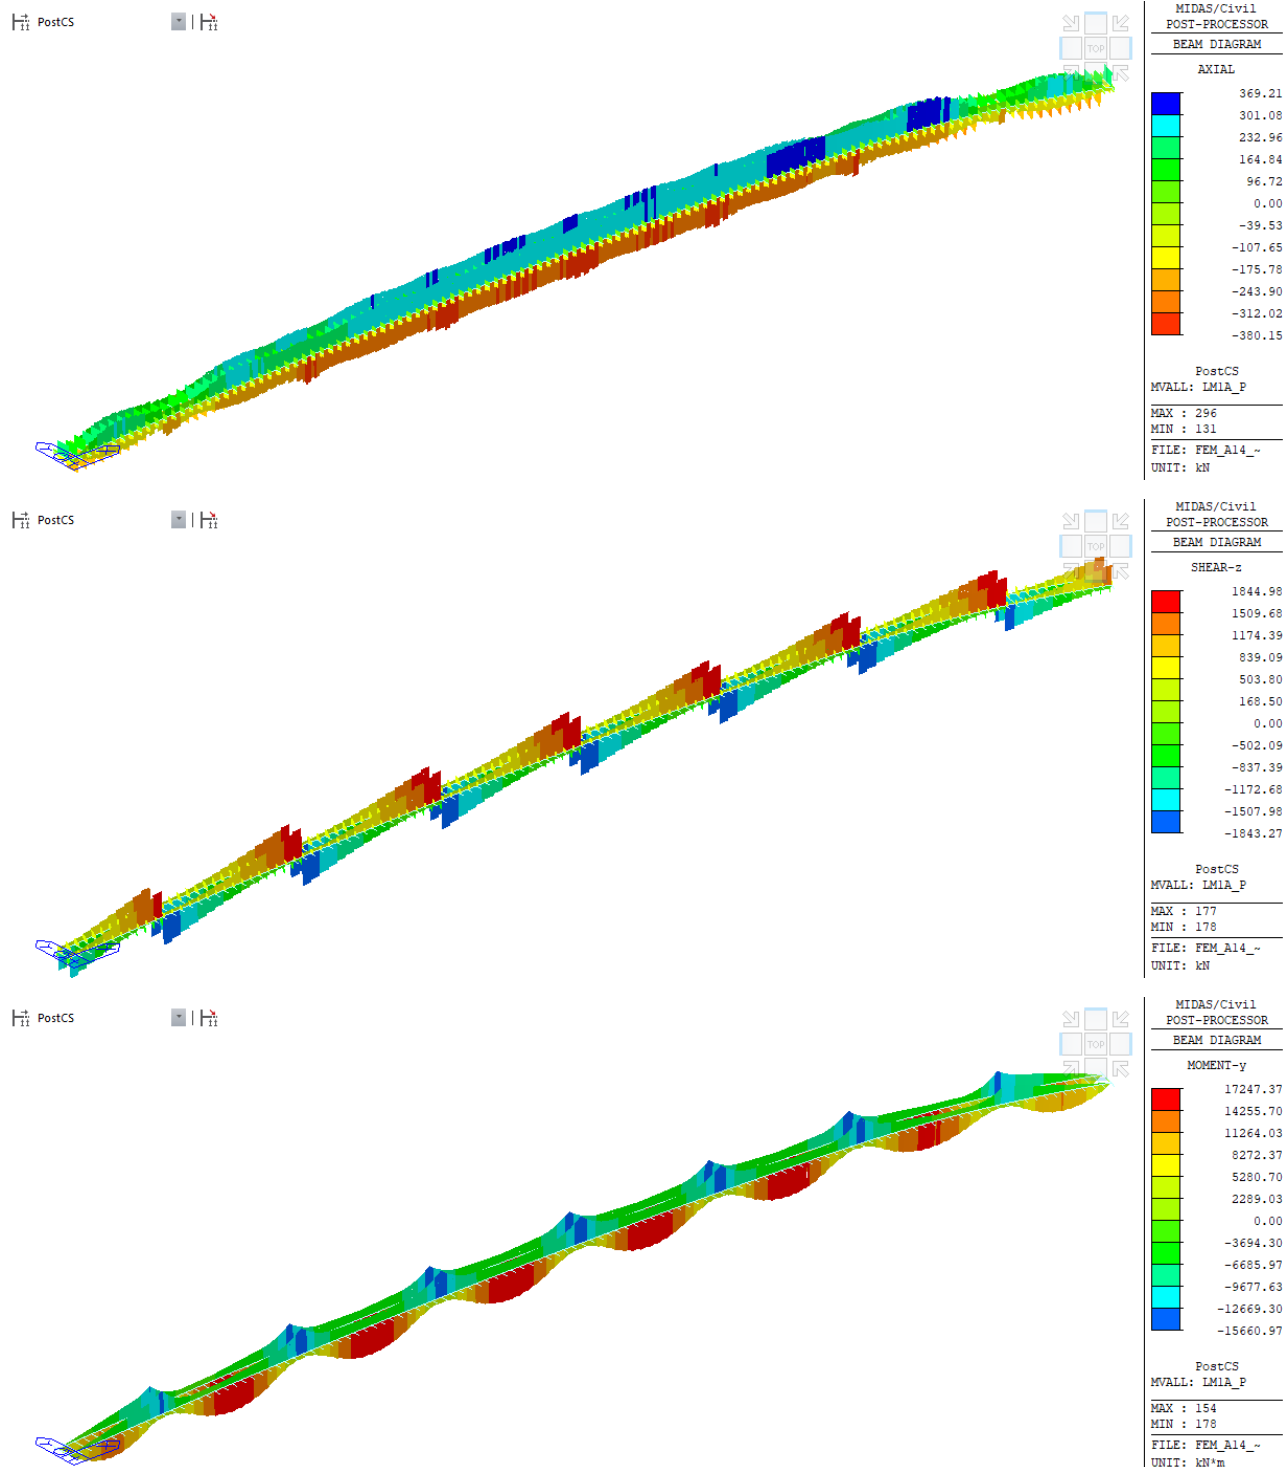 PostCS
TOP
MIDAS/Civil
POST-PROCESSOR
BEAM DIAGRAM
AXIAL
369.21
301.08
232.96
164.84
96.72
0.00
-39.53
-107.65
-175.78
-243.90
-312.02
-380.15
PostCS
MVALL: LM1A_P
MAX : 296
MIN : 131
FILE: FEM_A14_~
UNIT: kN
PostCS
TOP
MIDAS/Civil
POST-PROCESSOR
BEAM DIAGRAM
SHEAR-z
1844.98
1509.68
1174.39
839.09
503.80
168.50
0.00
-502.09
-837.39
-1172.68
-1507.98
-1843.27
PostCS
MVALL: LM1A_P
MAX : 177
MIN : 178
FILE: FEM_A14_~
UNIT: kN
PostCS
TOP
MIDAS/Civil
POST-PROCESSOR
BEAM DIAGRAM
MOMENT-y
17247.37
14255.70
11264.03
8272.37
5280.70
2289.03
0.00
-3694.30
-6685.97
-9677.63
-12669.30
-15660.97
PostCS
MVALL: LM1A_P
MAX : 154
MIN : 178
FILE: FEM_A14_~
UNIT: kN*m